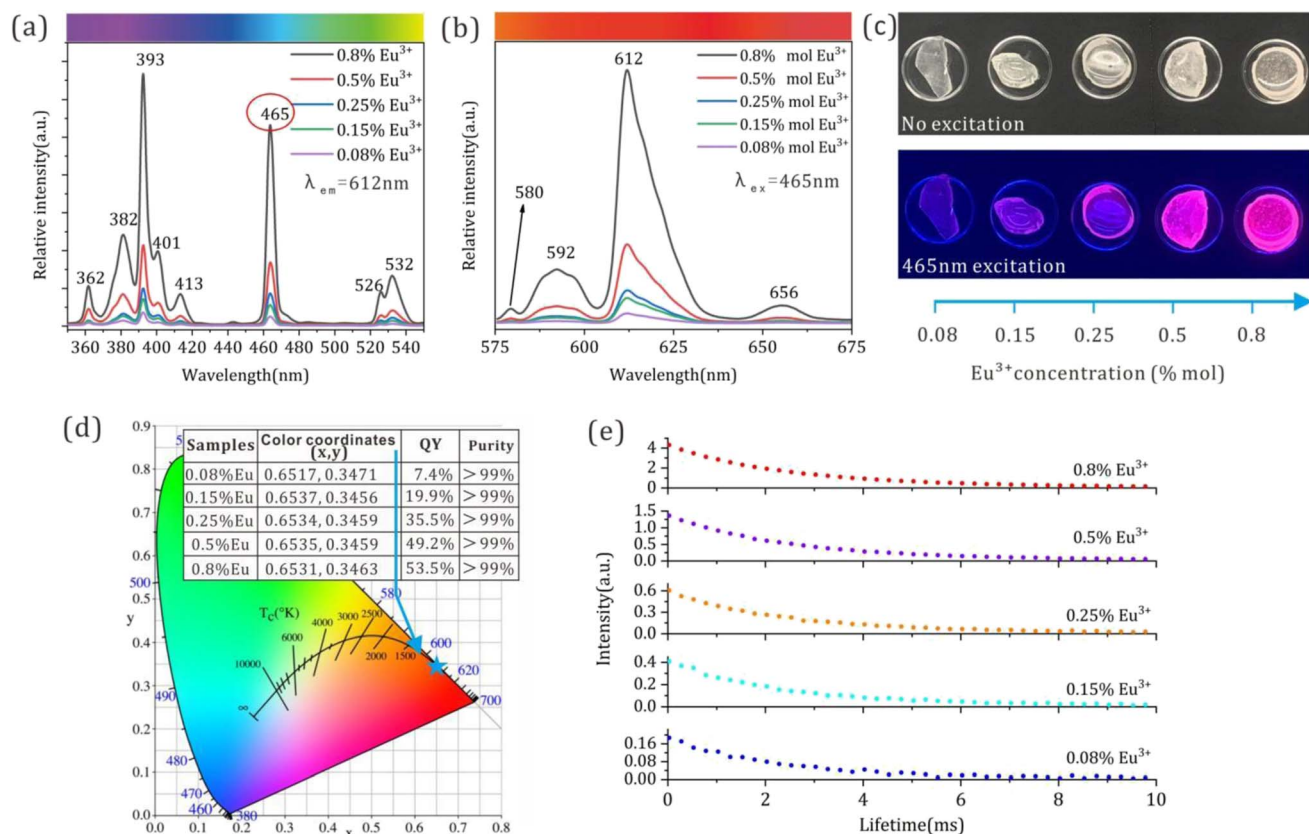 (a)
393
0.8% Eu³⁺
0.5% Eu³⁺
465
0.25% Eu³⁺
0.15% Eu³⁺
0.08% Eu³⁺
λ em=612nm
382
401
362
413
526
532
Relative intensity(a.u.)
360 380 400 420 440 460 480 500 520 540
Wavelength(nm)
(b)
612
0.8% mol Eu³⁺
0.5% mol Eu³⁺
0.25% mol Eu³⁺
0.15% mol Eu³⁺
0.08% mol Eu³⁺
λ ex=465nm
580
592
656
Relative intensity(a.u.)
575 600 625 650 675
Wavelength(nm)
(c)
No excitation
465nm excitation
0.08 0.15 0.25 0.5 0.8
Eu³⁺concentration (% mol)
(d)
Samples Color coordinates (x,y) QY Purity
0.08%Eu 0.6517, 0.3471 7.4% >99%
0.15%Eu 0.6537, 0.3456 19.9% >99%
0.25%Eu 0.6534, 0.3459 35.5% >99%
0.5%Eu 0.6535, 0.3459 49.2% >99%
0.8%Eu 0.6531, 0.3463 53.5% >99%
0.9
0.8
0.7
0.6
0.5
y
0.4
0.3
0.2
0.1
0.0
500
490
480
470
460
380
580
600
620
700
Tc(°K)
10000
6000
4000
3000
2500
2000
1500
∞
0.0 0.1 0.2 0.3 0.4 0.5 0.6 0.7 0.8
x
(e)
Intensity(a.u.)
4
2
0
0.8% Eu³⁺
1.5
1.0
0.5
0.0
0.5% Eu³⁺
0.6
0.3
0.0
0.25% Eu³⁺
0.4
0.2
0.0
0.15% Eu³⁺
0.16
0.08
0.00
0.08% Eu³⁺
0 2 4 6 8 10
Lifetime(ms)